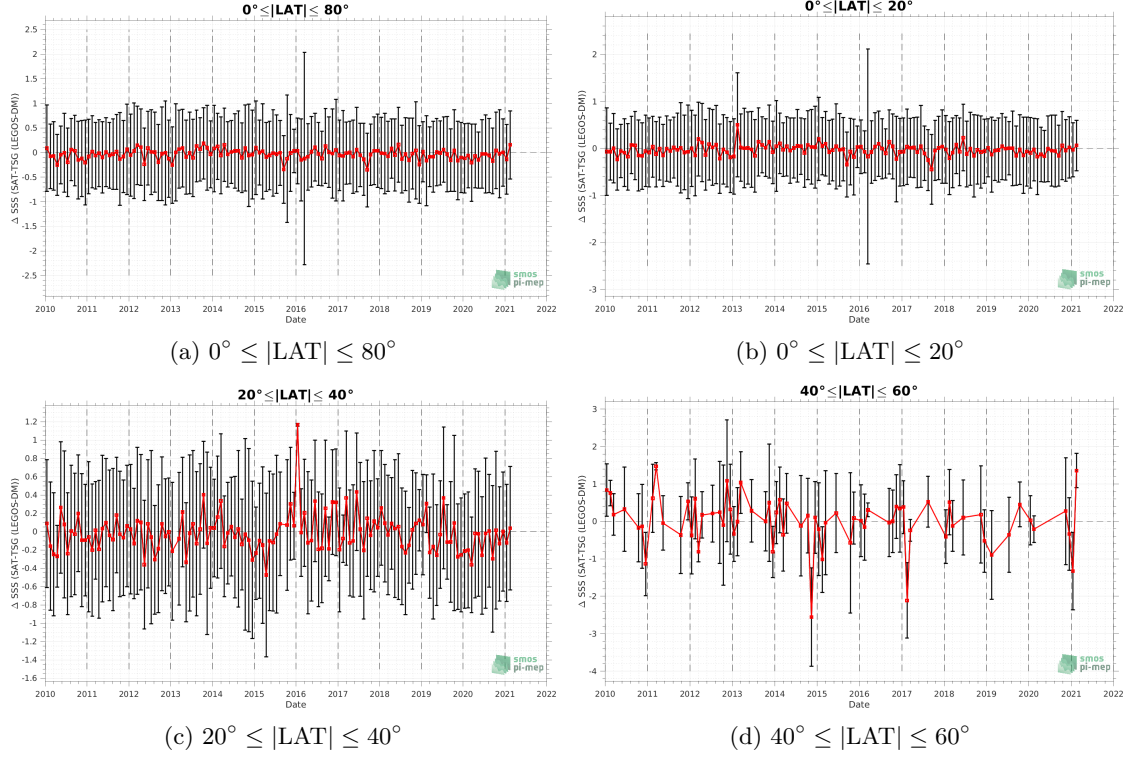 0°≤|LAT|≤ 80°
Δ SSS (SAT-TSG (LEGOS-DM))
2.5
2
1.5
1
0.5
0
-0.5
-1
-1.5
-2
-2.5
2010 2011 2012 2013 2014 2015 2016 2017 2018 2019 2020 2021 2022
Date
smos
pi-mep
(a) 0° ≤ |LAT| ≤ 80°
0°≤|LAT|≤ 20°
Δ SSS (SAT-TSG (LEGOS-DM))
2
1
0
-1
-2
-3
2010 2011 2012 2013 2014 2015 2016 2017 2018 2019 2020 2021 2022
Date
smos
pi-mep
(b) 0° ≤ |LAT| ≤ 20°
20°≤|LAT|≤ 40°
Δ SSS (SAT-TSG (LEGOS-DM))
1.2
1
0.8
0.6
0.4
0.2
0
-0.2
-0.4
-0.6
-0.8
-1
-1.2
-1.4
-1.6
2010 2011 2012 2013 2014 2015 2016 2017 2018 2019 2020 2021 2022
Date
smos
pi-mep
(c) 20° ≤ |LAT| ≤ 40°
40°≤|LAT|≤ 60°
Δ SSS (SAT-TSG (LEGOS-DM))
3
2
1
0
-1
-2
-3
-4
2010 2011 2012 2013 2014 2015 2016 2017 2018 2019 2020 2021 2022
Date
smos
pi-mep
(d) 40° ≤ |LAT| ≤ 60°